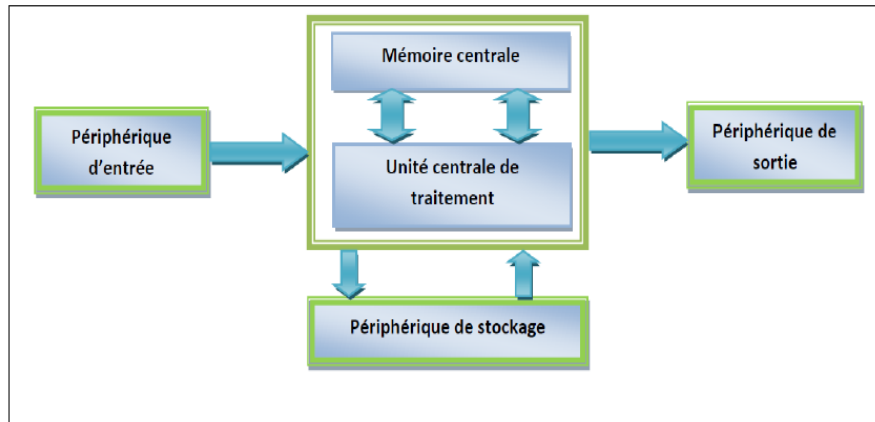 Mémoire centrale
Périphérique
d'entrée
Unité centrale de
traitement
Périphérique de
sortie
Périphérique de stockage